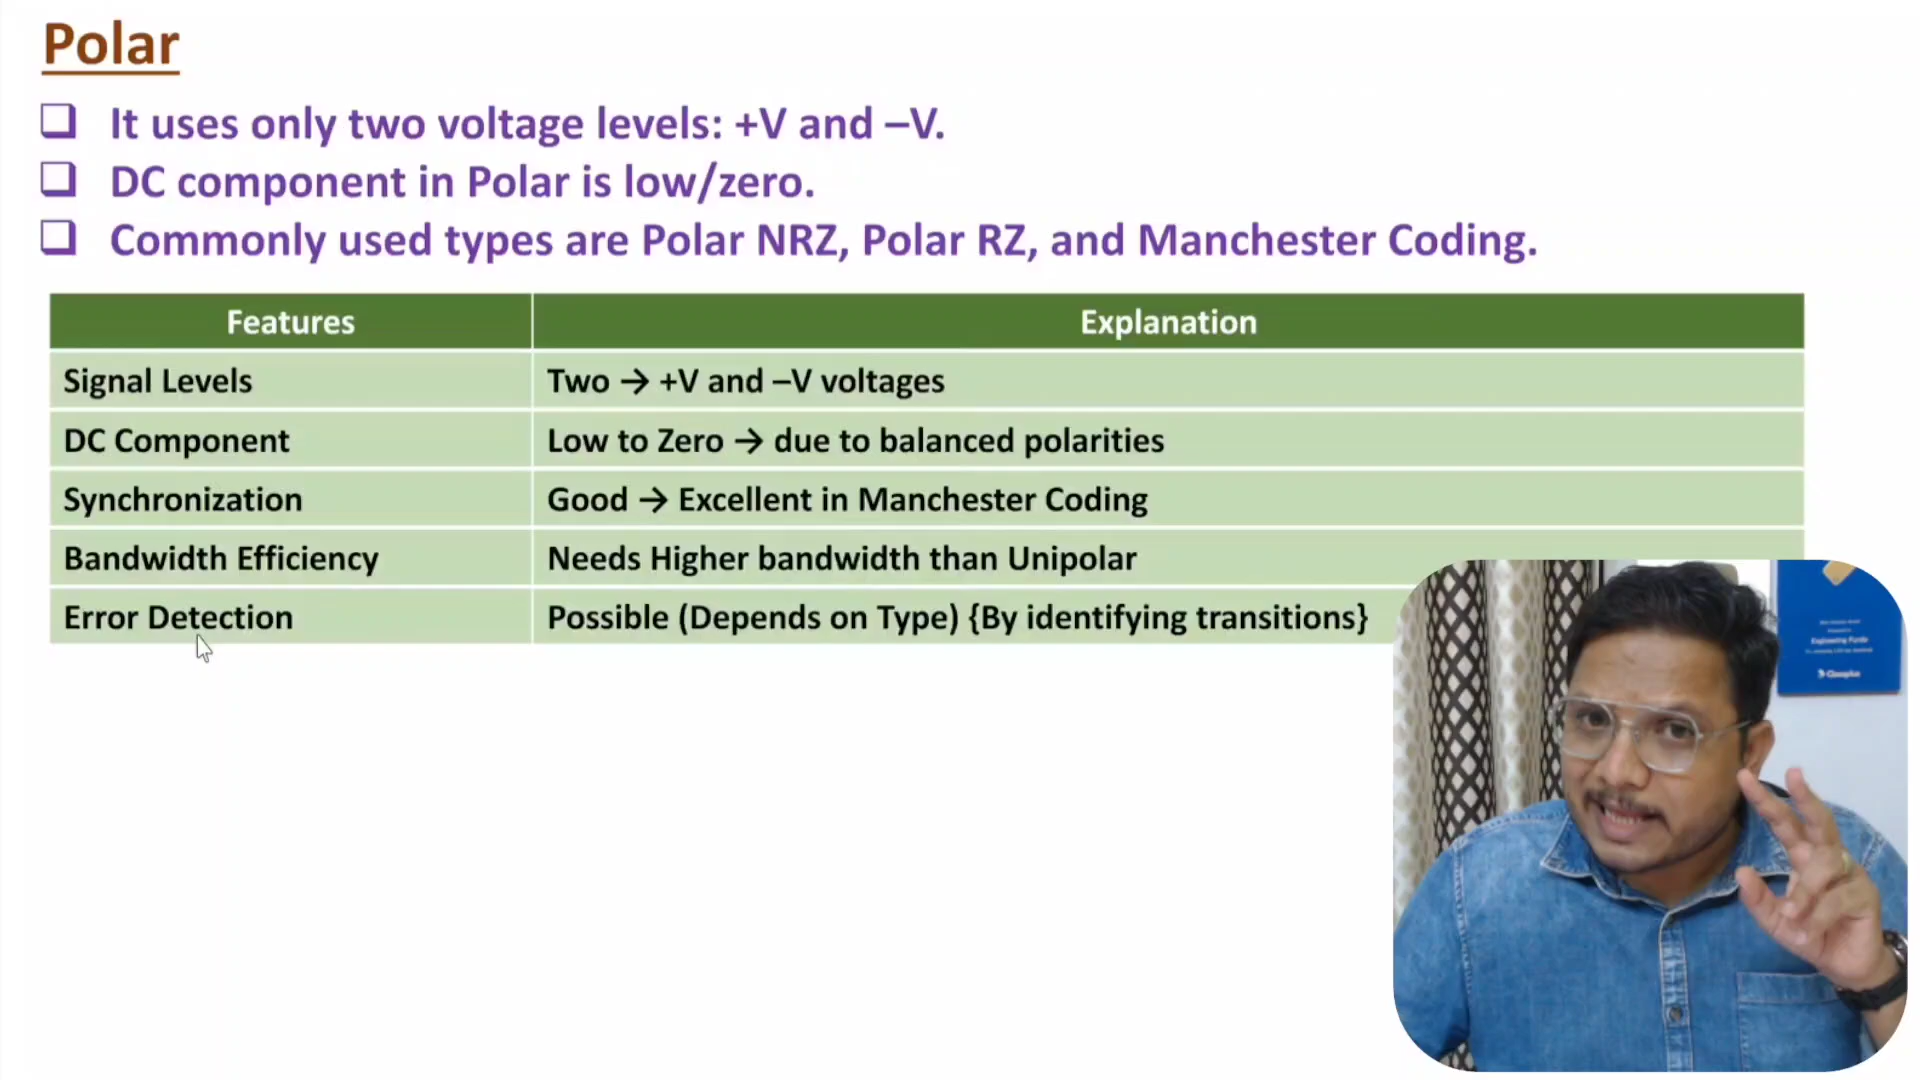 Polar
❑ It uses only two voltage levels: +V and –V.
❑ DC component in Polar is low/zero.
❑ Commonly used types are Polar NRZ, Polar RZ, and Manchester Coding.
Features Explanation
Signal Levels Two → +V and –V voltages
DC Component Low to Zero → due to balanced polarities
Synchronization Good → Excellent in Manchester Coding
Bandwidth Efficiency Needs Higher bandwidth than Unipolar
Error Detection Possible (Depends on Type) {By identifying transitions}
Engineering Funda
Classplus